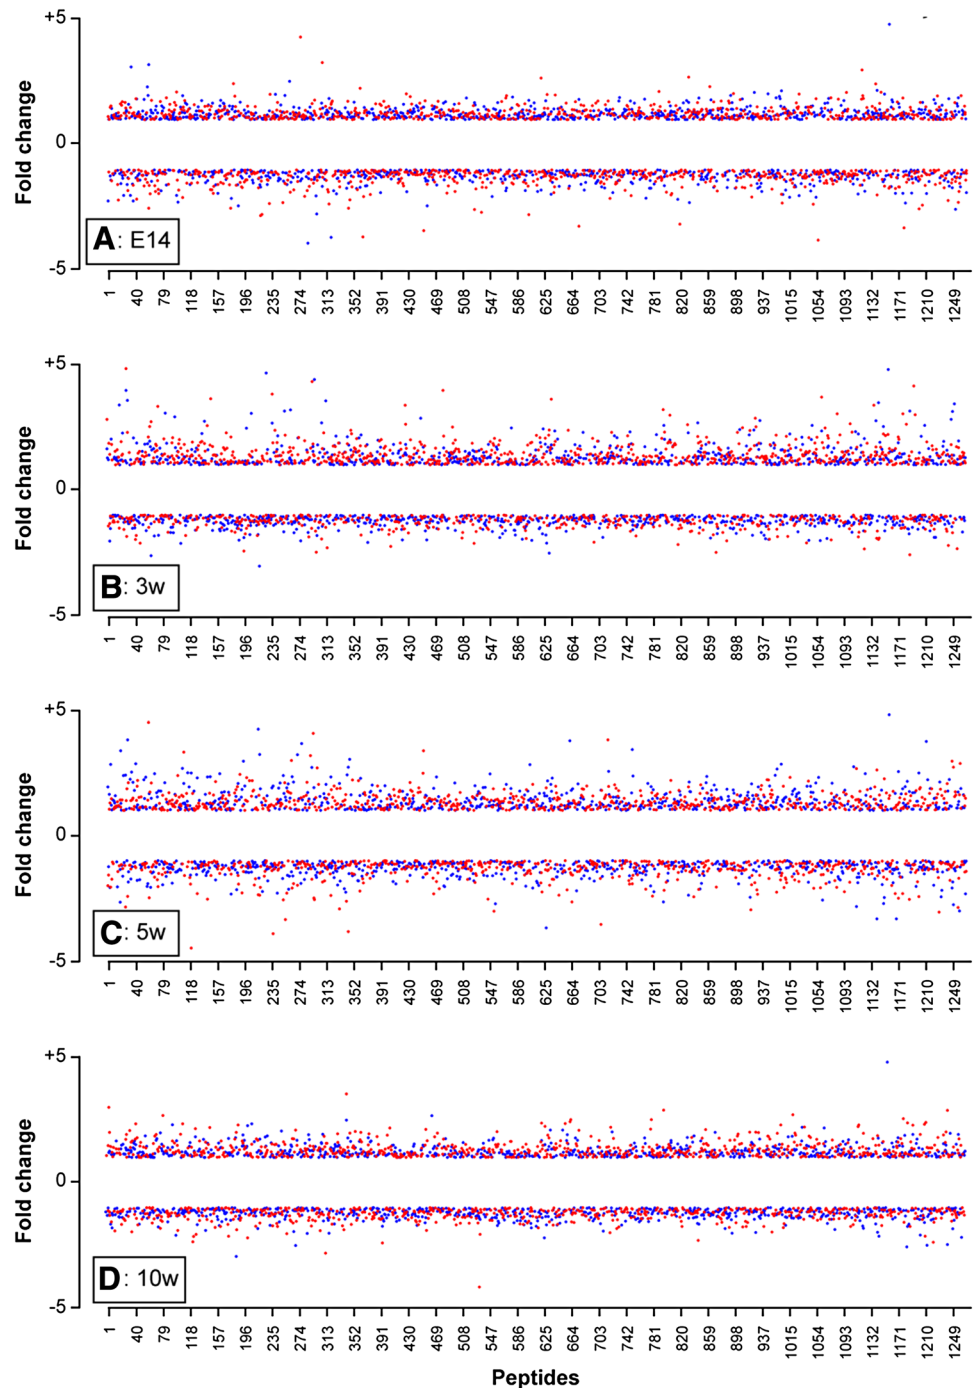 +5
Fold change
0
-5
A: E14
1 40 79 118 157 196 235 274 313 352 391 430 469 508 547 586 625 664 703 742 781 820 859 898 937 1015 1054 1093 1132 1171 1210 1249
+5
Fold change
0
-5
B: 3w
1 40 79 118 157 196 235 274 313 352 391 430 469 508 547 586 625 664 703 742 781 820 859 898 937 1015 1054 1093 1132 1171 1210 1249
+5
Fold change
0
-5
C: 5w
1 40 79 118 157 196 235 274 313 352 391 430 469 508 547 586 625 664 703 742 781 820 859 898 937 1015 1054 1093 1132 1171 1210 1249
+5
Fold change
0
-5
D: 10w
1 40 79 118 157 196 235 274 313 352 391 430 469 508 547 586 625 664 703 742 781 820 859 898 937 1015 1054 1093 1132 1171 1210 1249
Peptides